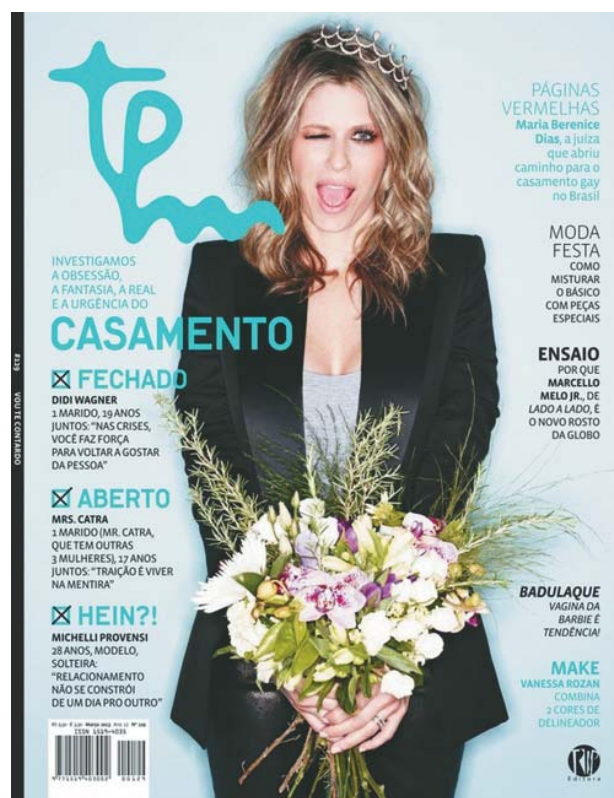 tpm
INVESTIGAMOS
A OBSESSÃO,
A FANTASIA, A REAL
E A URGÊNCIA DO
CASAMENTO
FECHADO
DIDI WAGNER
1 MARIDO, 19 ANOS
JUNTOS: “NAS CRISES,
VOCÊ FAZ FORÇA
PARA VOLTAR A GOSTAR
DA PESSOA”
ABERTO
MRS. CATRA
1 MARIDO (MR. CATRA,
QUE TEM OUTRAS
3 MULHERES), 17 ANOS
JUNTOS: “TRAIÇÃO É VIVER
NA MENTIRA”
HEIN?!
MICHELLI PROVENSI
28 ANOS, MODELO,
SOLTEIRA:
“RELACIONAMENTO
NÃO SE CONSTRÓI
DE UM DIA PRO OUTRO”
ISSN 1519-4035
PÁGINAS
VERMELHAS
Maria Berenice
Dias, a juíza
que abriu
caminho para o
casamento gay
no Brasil
MODA
FESTA
COMO
MISTURAR
O BÁSICO
COM PEÇAS
ESPECIAIS
ENSAIO
POR QUE
MARCELLO
MELO JR., DE
LADO A LADO, É
O NOVO ROSTO
DA GLOBO
BADULAQUE
VAGINA DA
BARBIE É
TENDÊNCIA!
MAKE
VANESSA ROZAN
COMBINA
2 CORES DE
DELINEADOR
TRIP
Editora
#129 VOU TE CONTARDO